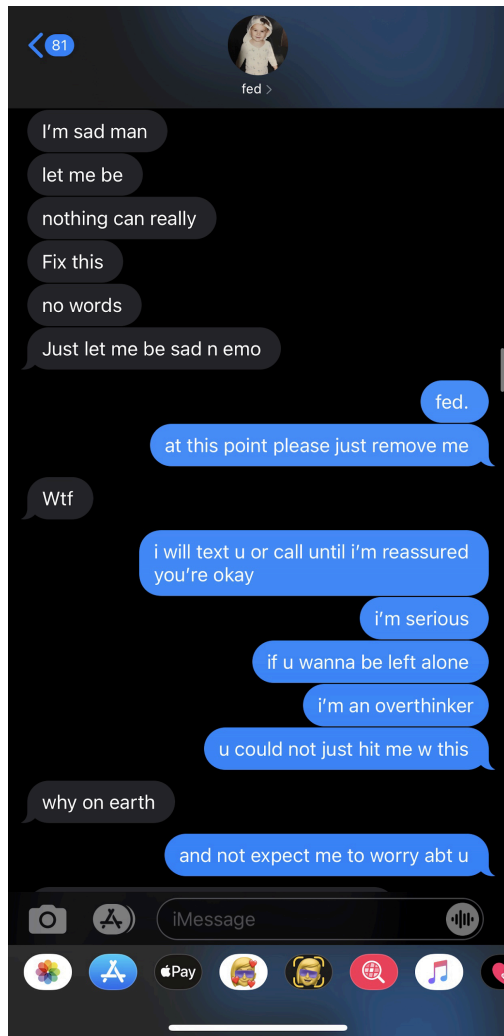 81
fed >
I'm sad man
let me be
nothing can really
Fix this
no words
Just let me be sad n emo
fed.
at this point please just remove me
Wtf
i will text u or call until i'm reassured
you're okay
i'm serious
if u wanna be left alone
i'm an overthinker
u could not just hit me w this
why on earth
and not expect me to worry abt u
iMessage
Pay